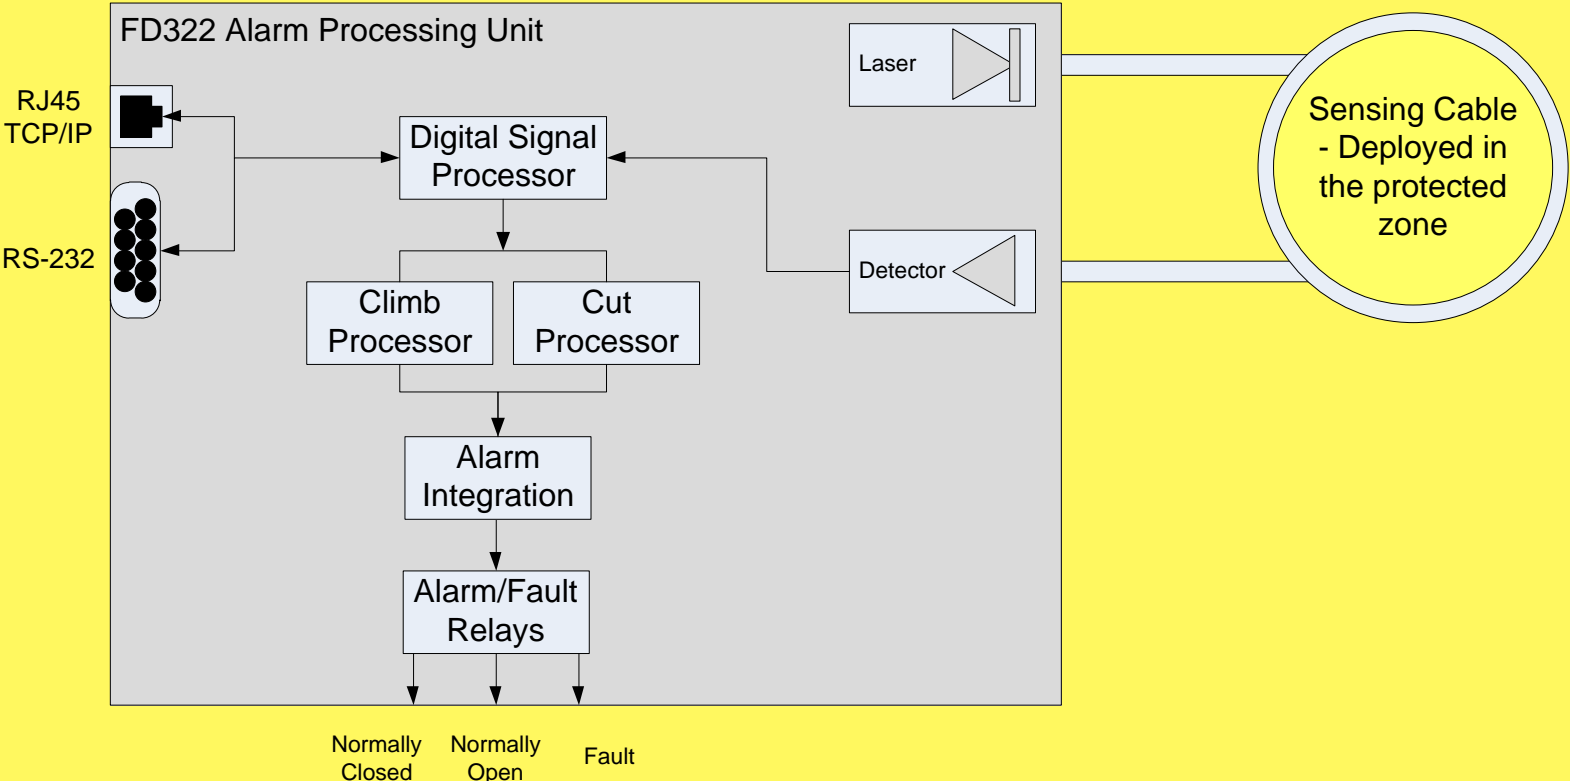 FD322 Alarm Processing Unit
Laser
RJ45
TCP/IP
Sensing Cable
- Deployed in
the protected
zone
Digital Signal
Processor
RS-232
Detector
Climb
Processor
Cut
Processor
Alarm
Integration
Alarm/Fault
Relays
Normally
Closed
Normally
Open
Fault